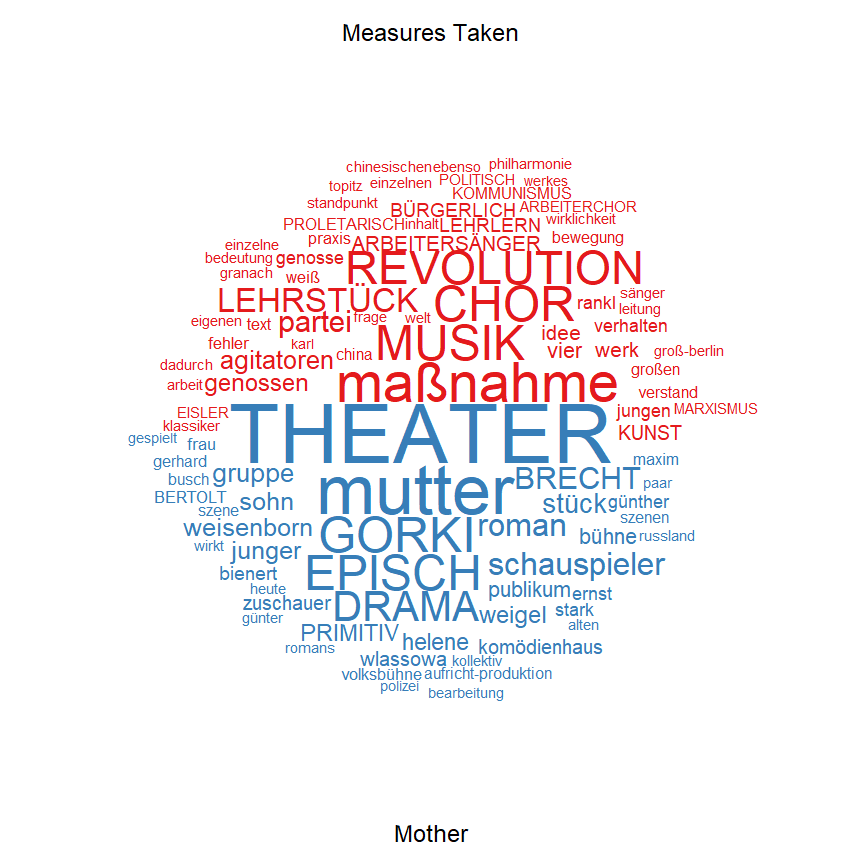 Measures Taken
chinesischen ebenso philharmonie
topitz einzelnen POLITISCH werkes
standpunkt KOMMUNISMUS
BÜRGERLICH ARBEITERCHOR
PROLETARISCH inhalt LEHRLERN wirklichkeit
einzelne praxis ARBEITERSÄNGER bewegung
bedeutung genosse REVOLUTION
granach weiß
LEHRSTÜCK CHOR rankl sänger
leitung
eigenen text partei frage welt verhalten
fehler karl MUSIK idee
dadurch agitatoren china vier werk groß-berlin
arbeit genossen maßnahme großen
verstand
EISLER jungen MARXISMUS
klassiker THEATER KUNST
gespielt frau
gerhard maxim
busch gruppe mutter BRECHT paar
BERTOLT sohn stück günther
szene szenen
weisenborn GORKI roman bühne russland
wirkt junger
bienert EPISCH schauspieler
heute publikum ernst
zuschauer DRAMA weigel stark
günter alten
PRIMITIV helene komödienhaus
romans
wlassowa kollektiv
volksbühne aufricht-produktion
polizei bearbeitung
Mother